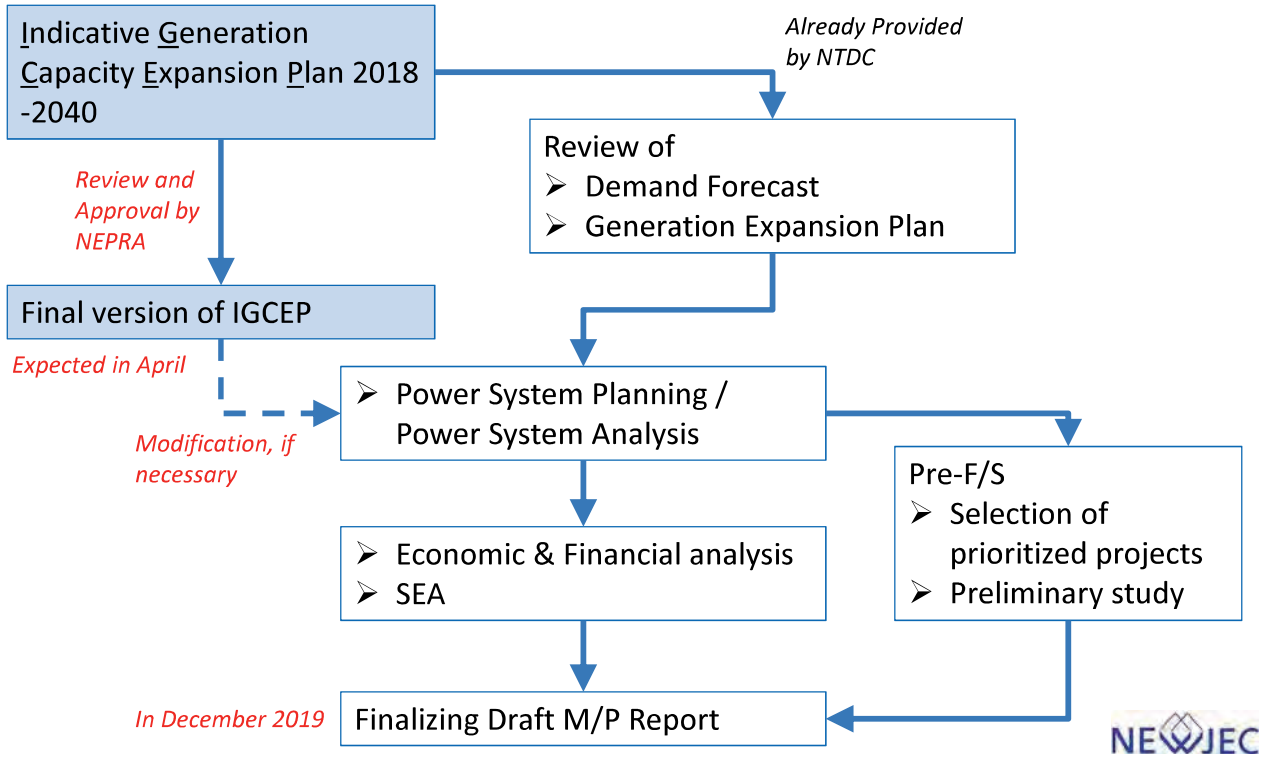 Indicative Generation
Capacity Expansion Plan 2018
-2040
Already Provided
by NTDC
Review of
➢ Demand Forecast
➢ Generation Expansion Plan
Review and
Approval by
NEPRA
Final version of IGCEP
Expected in April
Modification, if
necessary
➢ Power System Planning /
Power System Analysis
Pre-F/S
➢ Selection of
prioritized projects
➢ Preliminary study
➢ Economic & Financial analysis
➢ SEA
In December 2019
Finalizing Draft M/P Report
NEWJEC